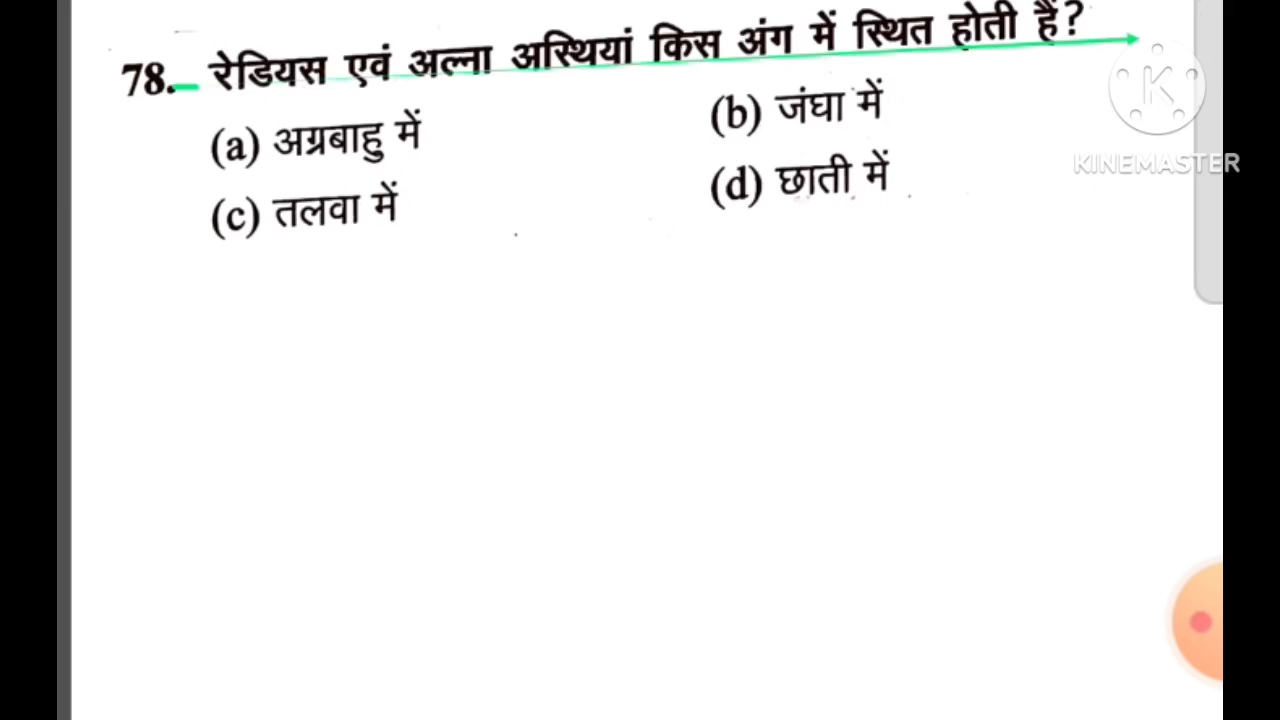 78. रेडियस एवं अल्ना अस्थियां किस अंग में स्थित होती हैं?
(a) अग्रबाहु में (b) जंघा में
(c) तलवा में (d) छाती में
K
KINEMASTER